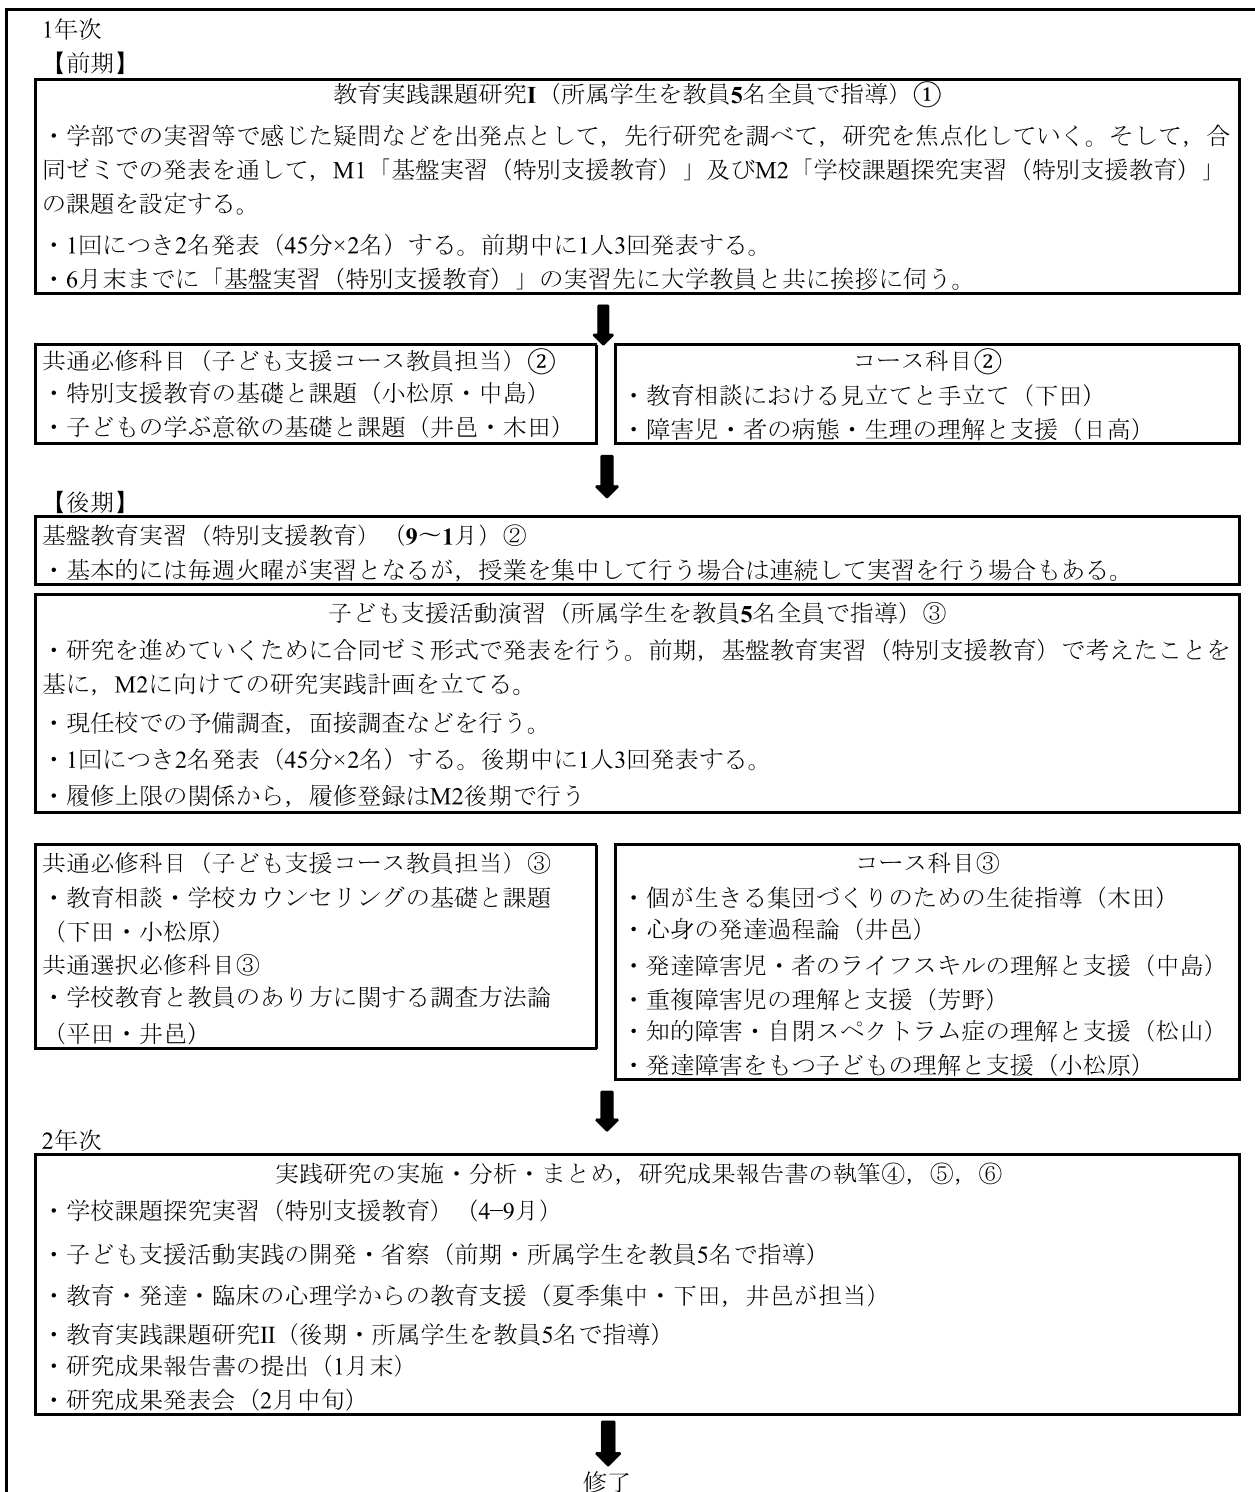 1年次
【前期】
教育実践課題研究I（所属学生を教員5名全員で指導）①
・学部での実習等で感じた疑問などを出発点として，先行研究を調べて，研究を焦点化していく。そして，合
同ゼミでの発表を通して，M1「基盤実習（特別支援教育）」及びM2「学校課題探究実習（特別支援教育）」
の課題を設定する。
・1回につき2名発表（45分×2名）する。前期中に1人3回発表する。
・6月末までに「基盤実習（特別支援教育）」の実習先に大学教員と共に挨拶に伺う。
共通必修科目（子ども支援コース教員担当）②
・特別支援教育の基礎と課題（小松原・中島）
・子どもの学ぶ意欲の基礎と課題（井邑・木田）
コース科目②
・教育相談における見立てと手立て（下田）
・障害児・者の病態・生理の理解と支援（日高）
【後期】
基盤教育実習（特別支援教育）（9～1月）②
・基本的には毎週火曜が実習となるが，授業を集中して行う場合は連続して実習を行う場合もある。
子ども支援活動演習（所属学生を教員5名全員で指導）③
・研究を進めていくために合同ゼミ形式で発表を行う。前期，基盤教育実習（特別支援教育）で考えたことを
基に，M2に向けての研究実践計画を立てる。
・現任校での予備調査，面接調査などを行う。
・1回につき2名発表（45分×2名）する。後期中に1人3回発表する。
・履修上限の関係から，履修登録はM2後期で行う
共通必修科目（子ども支援コース教員担当）③
・教育相談・学校カウンセリングの基礎と課題
（下田・小松原）
共通選択必修科目③
・学校教育と教員のあり方に関する調査方法論
（平田・井邑）
コース科目③
・個が生きる集団づくりのための生徒指導（木田）
・心身の発達過程論（井邑）
・発達障害児・者のライフスキルの理解と支援（中島）
・重複障害児の理解と支援（芳野）
・知的障害・自閉スペクトラム症の理解と支援（松山）
・発達障害をもつ子どもの理解と支援（小松原）
2年次
実践研究の実施・分析・まとめ，研究成果報告書の執筆④，⑤，⑥
・学校課題探究実習（特別支援教育）（4–9月）
・子ども支援活動実践の開発・省察（前期・所属学生を教員5名で指導）
・教育・発達・臨床の心理学からの教育支援（夏季集中・下田，井邑が担当）
・教育実践課題研究II（後期・所属学生を教員5名で指導）
・研究成果報告書の提出（1月末）
・研究成果発表会（2月中旬）
修了